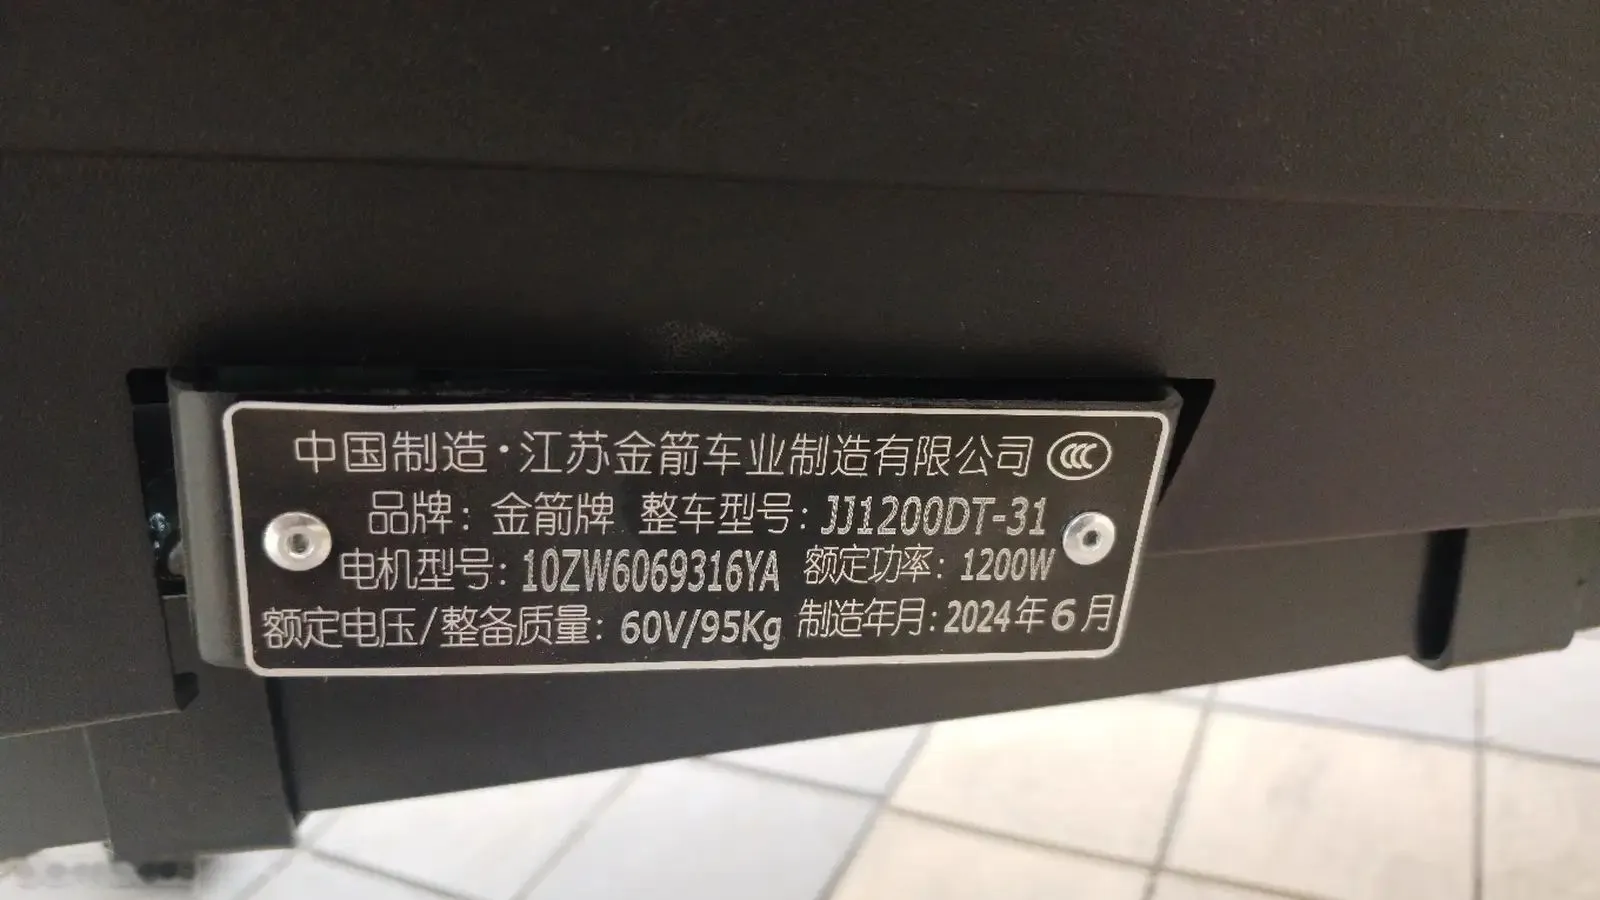 中国制造·江苏金箭车业制造有限公司 CCC
品牌：金箭牌 整车型号：JJ1200DT-31
电机型号：10ZW6069316YA 额定功率：1200W
额定电压/整备质量：60V/95Kg 制造年月：2024年6月